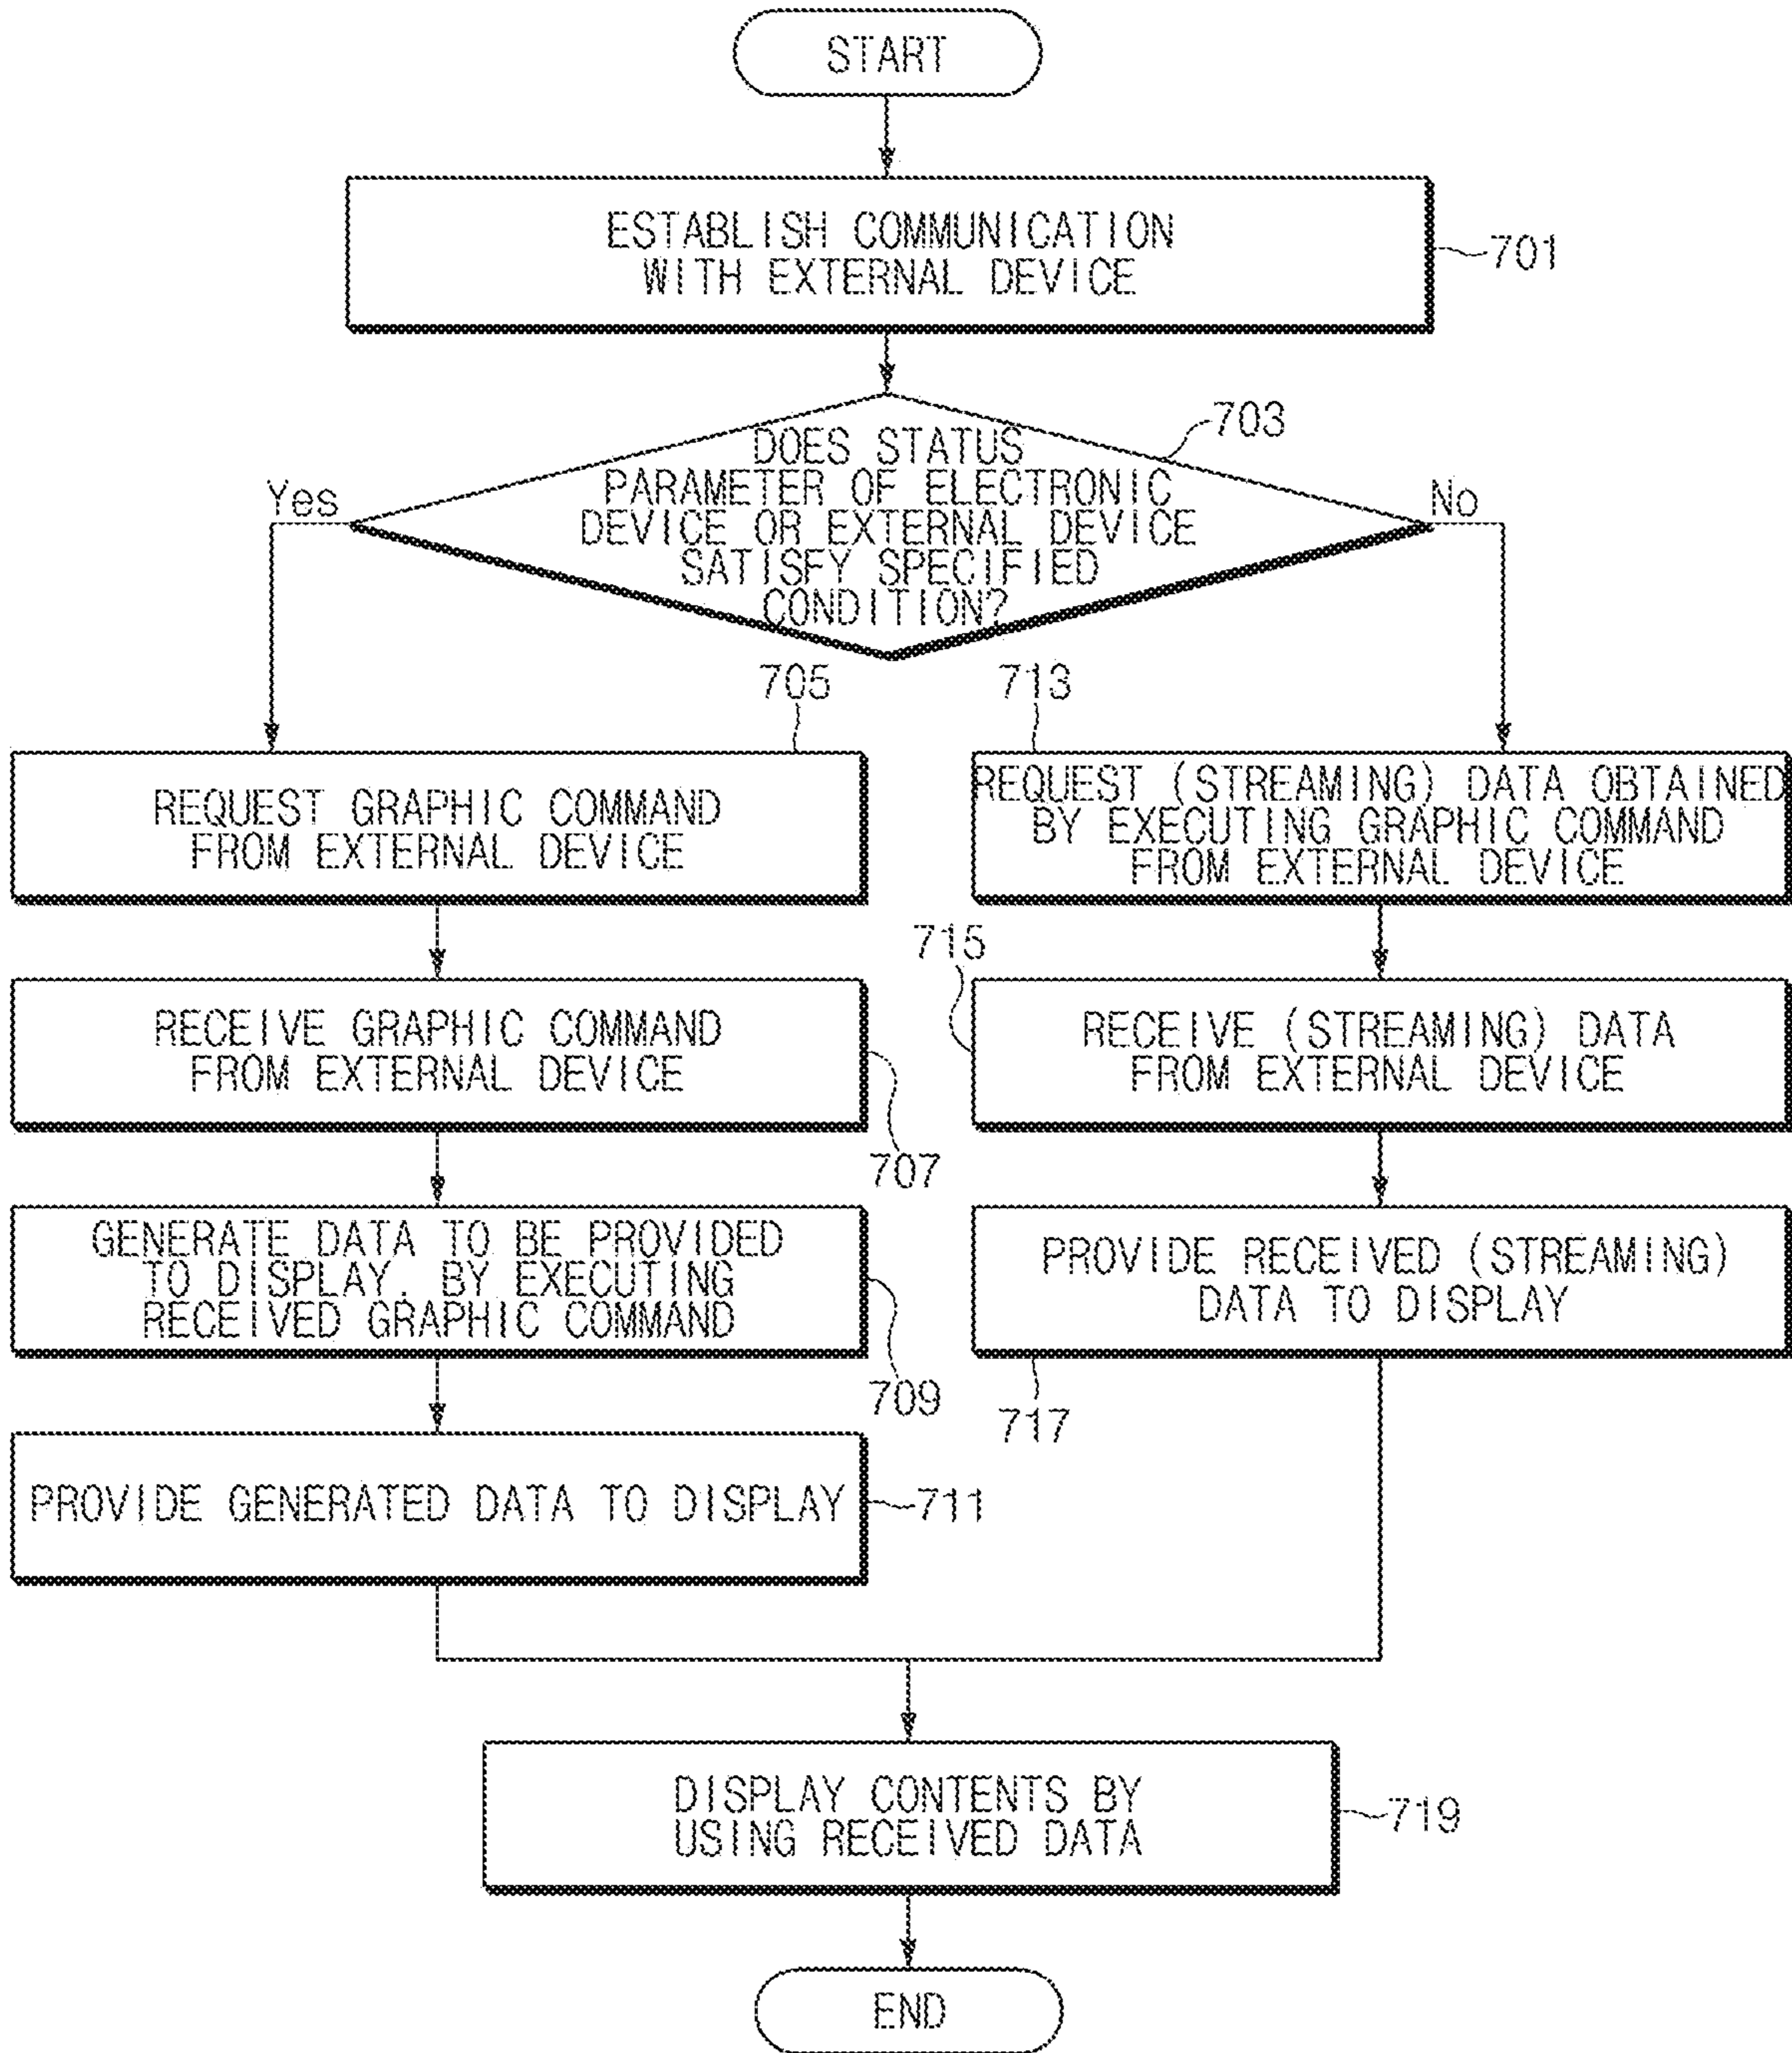 START
ESTABLISH COMMUNICATION
WITH EXTERNAL DEVICE
701
703
DOES STATUS
PARAMETER OF ELECTRONIC
DEVICE OR EXTERNAL DEVICE
SATISFY SPECIFIED
CONDITION?
Yes
No
705
REQUEST GRAPHIC COMMAND
FROM EXTERNAL DEVICE
713
REQUEST (STREAMING) DATA OBTAINED
BY EXECUTING GRAPHIC COMMAND
FROM EXTERNAL DEVICE
RECEIVE GRAPHIC COMMAND
FROM EXTERNAL DEVICE
707
715
RECEIVE (STREAMING) DATA
FROM EXTERNAL DEVICE
GENERATE DATA TO BE PROVIDED
TO DISPLAY. BY EXECUTING
RECEIVED GRAPHIC COMMAND
709
PROVIDE RECEIVED (STREAMING)
DATA TO DISPLAY
717
PROVIDE GENERATED DATA TO DISPLAY
711
DISPLAY CONTENTS BY
USING RECEIVED DATA
719
END